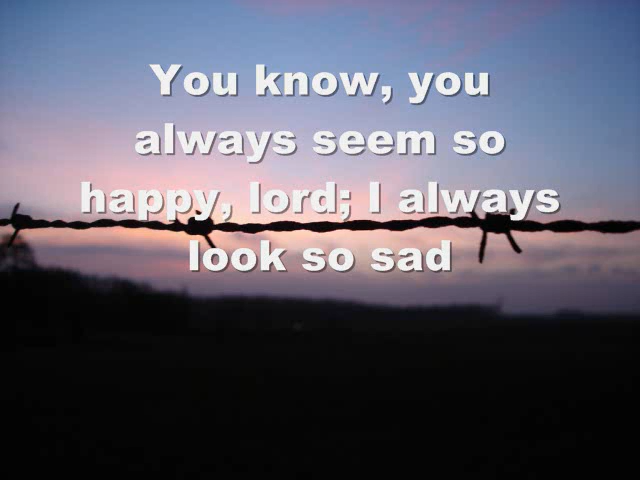 You know, you
always seem so
happy, lord; I always
look so sad